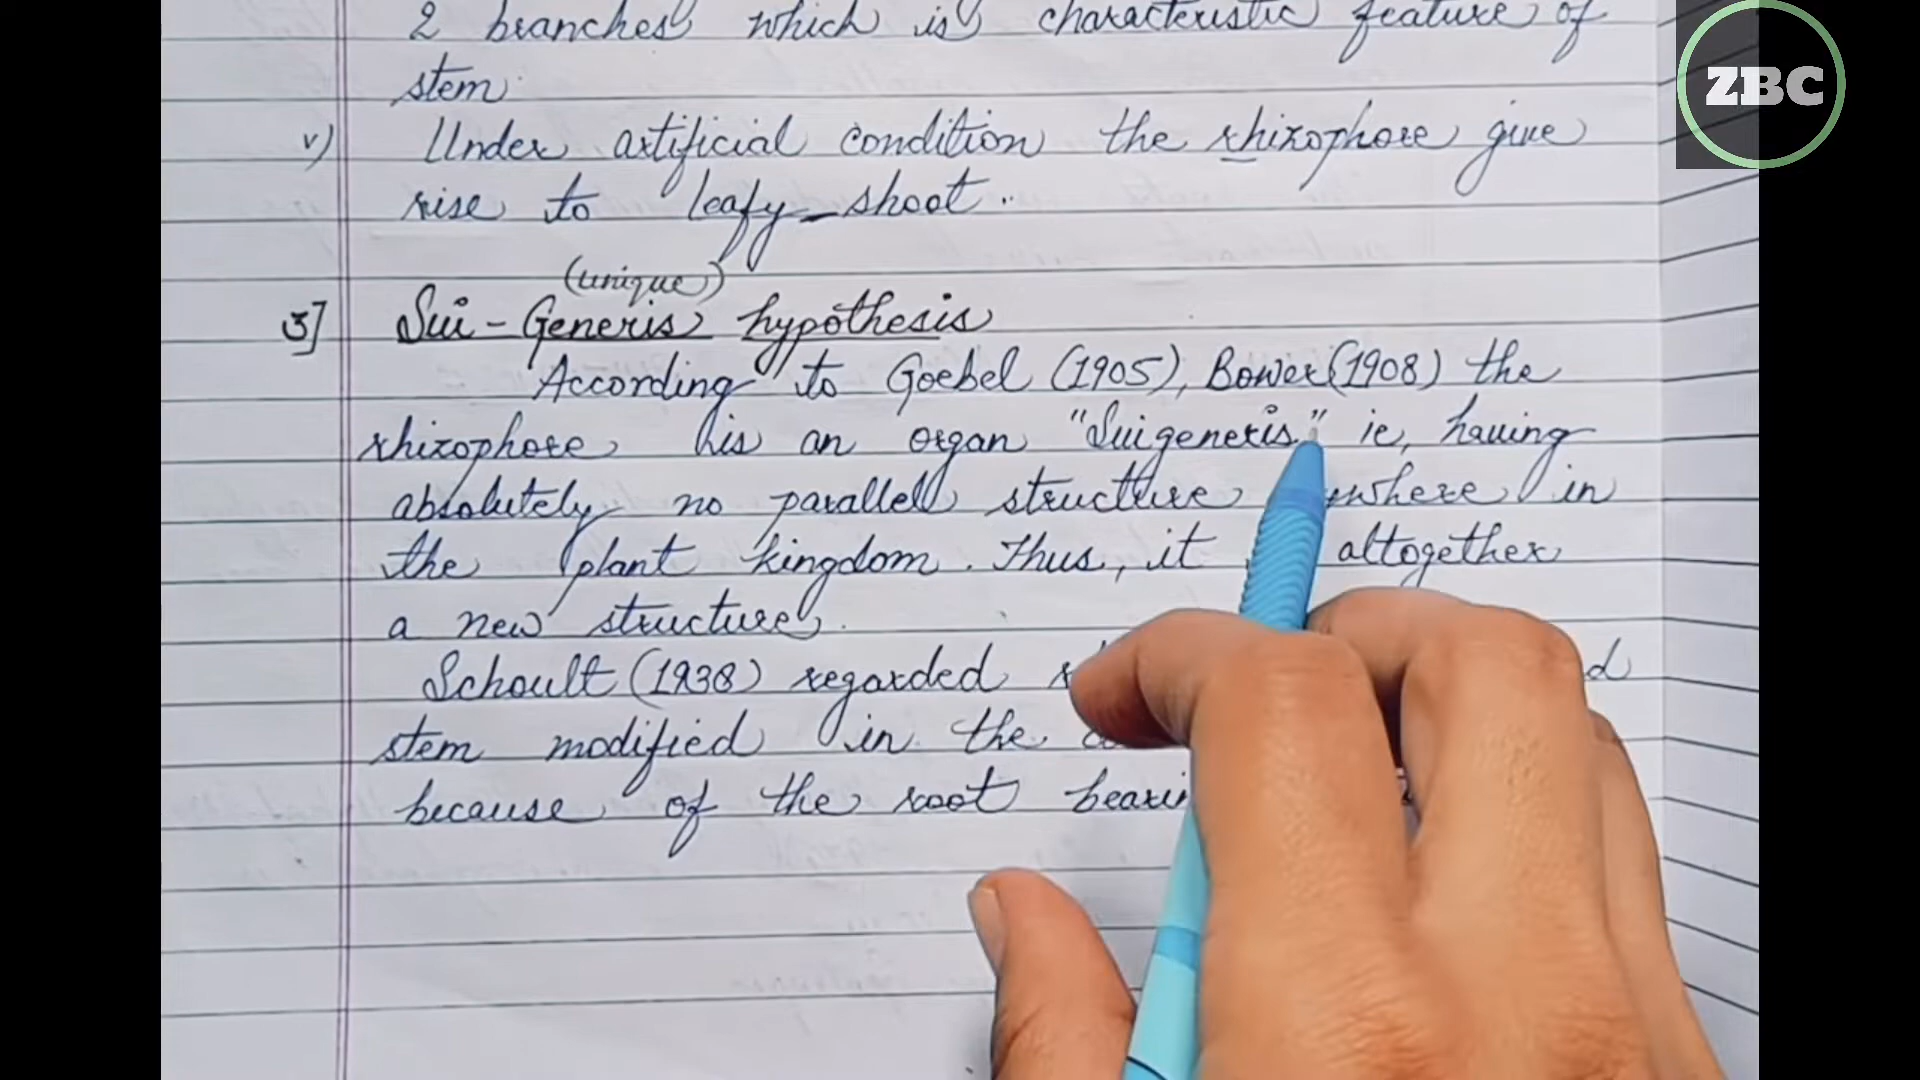 2 branches which is characteristic feature of
stem.
v) Under artificial condition the rhizophore give
rise to leafy-shoot.
(unique)
3] Sui-Generis hypothesis
According to Goebel (1905), Bower (1908) the
rhizophore is an organ "Suigeneris" ie, having
absolutely no parallel structure in
the plant kingdom. Thus, it altogether
a new structure.
Schoult (1938) regarded
stem modified in the
because of the root
ZBC